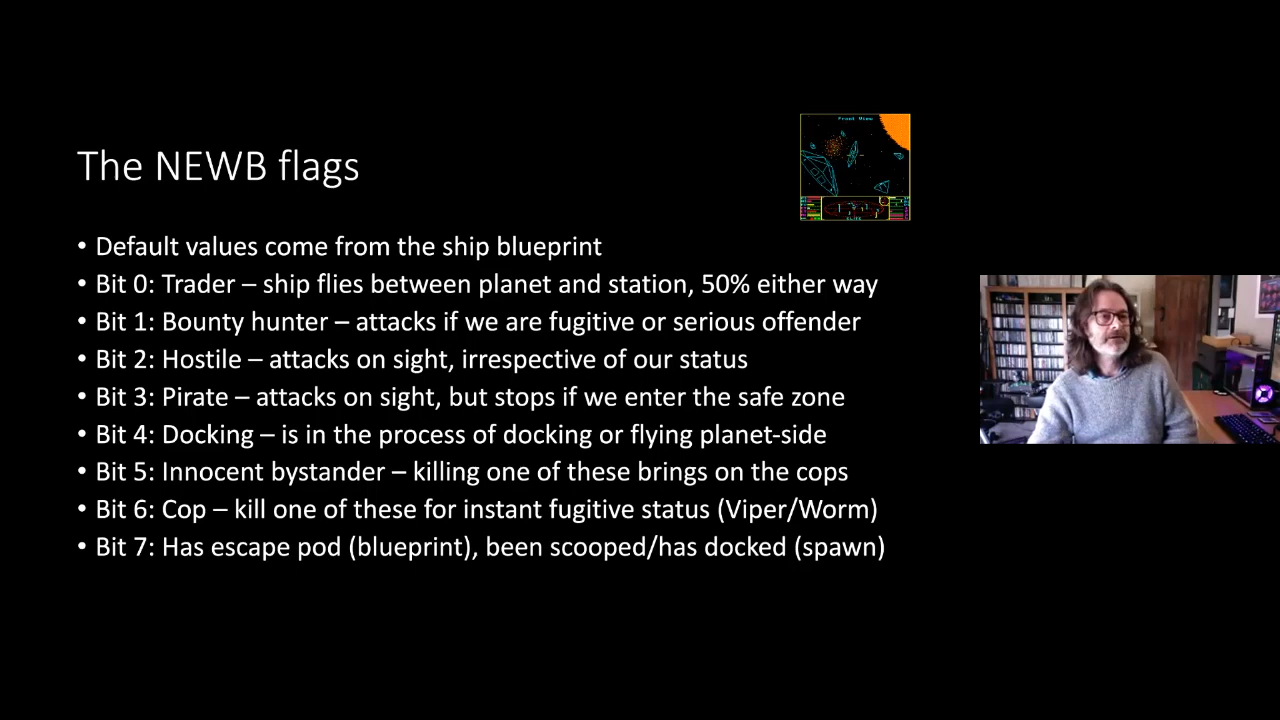 Front View
The NEWB flags
• Default values come from the ship blueprint
• Bit 0: Trader – ship flies between planet and station, 50% either way
• Bit 1: Bounty hunter – attacks if we are fugitive or serious offender
• Bit 2: Hostile – attacks on sight, irrespective of our status
• Bit 3: Pirate – attacks on sight, but stops if we enter the safe zone
• Bit 4: Docking – is in the process of docking or flying planet-side
• Bit 5: Innocent bystander – killing one of these brings on the cops
• Bit 6: Cop – kill one of these for instant fugitive status (Viper/Worm)
• Bit 7: Has escape pod (blueprint), been scooped/has docked (spawn)